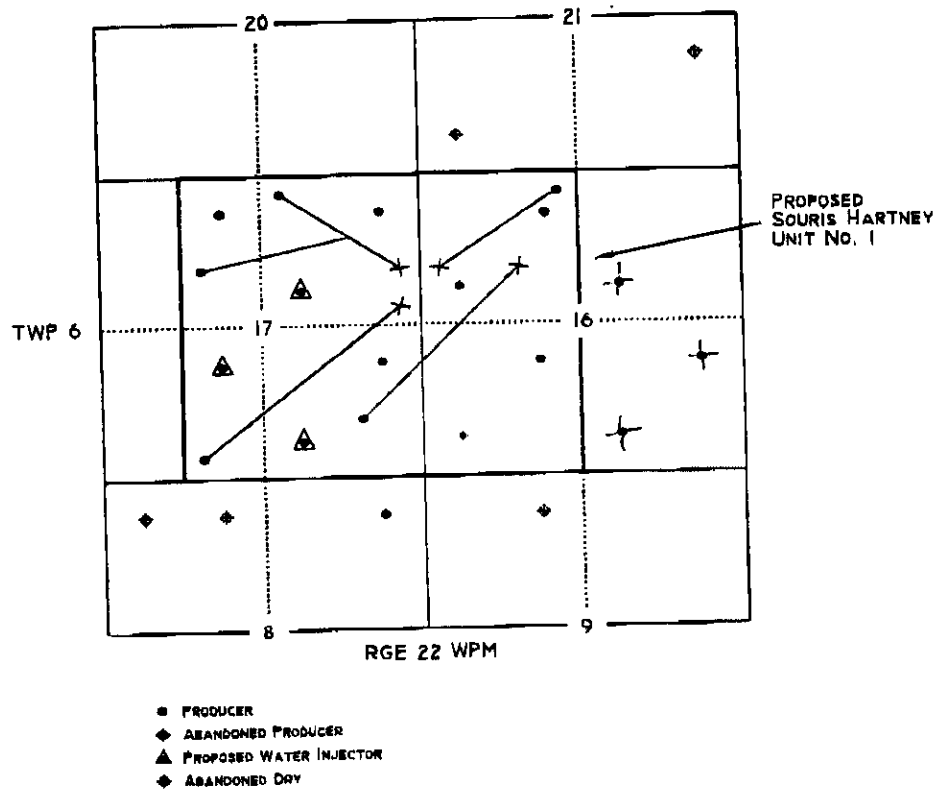 20
21
PROPOSED
SOURIS HARTNEY
UNIT NO. 1
TWP 6
17
16
8
9
RGE 22 WPM
PRODUCER
ABANDONED PRODUCER
PROPOSED WATER INJECTOR
ABANDONED DRY